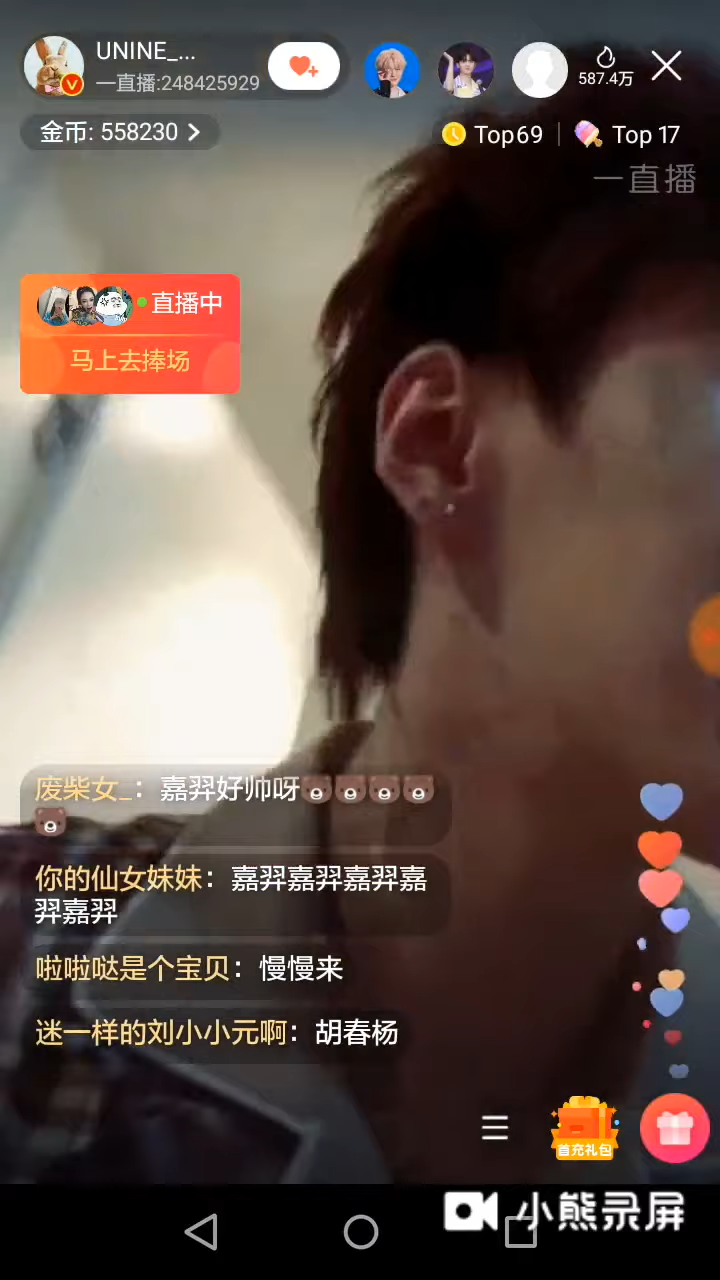 UNINE_...
一直播:248425929
587.4万
金币: 558230
Top69
Top 17
一直播
直播中
马上去捧场
废柴女_：嘉羿好帅呀
你的仙女妹妹：嘉羿嘉羿嘉羿嘉
羿嘉羿
啦啦哒是个宝贝：慢慢来
迷一样的刘小小元啊：胡春杨
首充礼包
小熊录屏